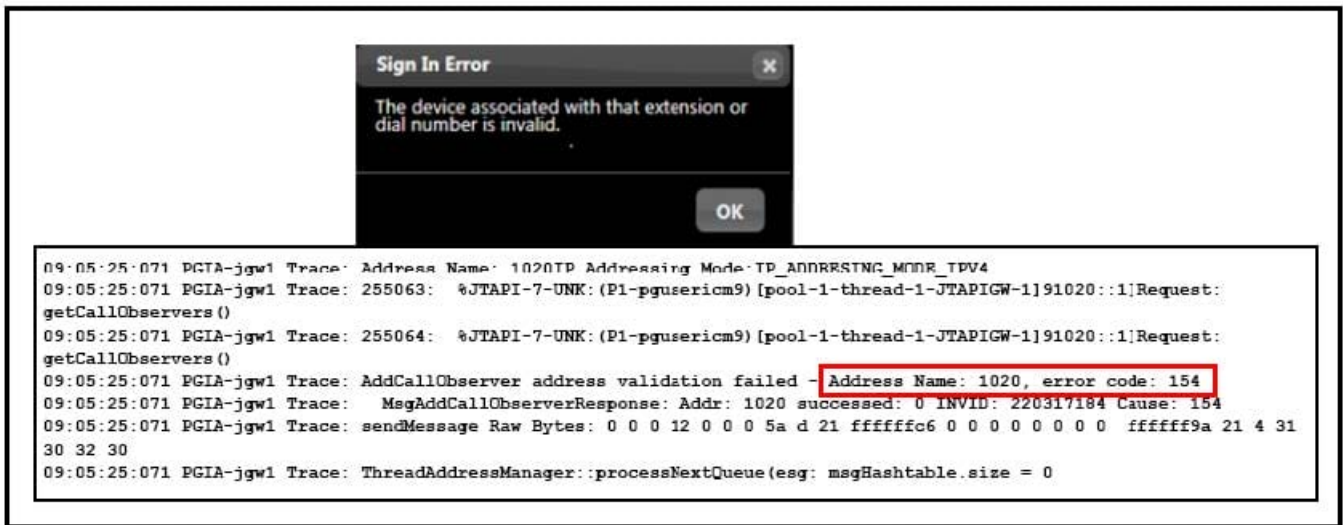 Sign In Error
The device associated with that extension or
dial number is invalid.
OK
09:05:25:071 PGIA-jgw1 Trace: Address Name: 1020IP Addressing Mode:IP_ADDRESING_MODE_IPV4
09:05:25:071 PGIA-jgw1 Trace: 255063: %JTAPI-7-UNK:(P1-pgusericm9)[pool-1-thread-1-JTAPIGW-1]91020::1]Request:
getCallObservers()
09:05:25:071 PGIA-jgw1 Trace: 255064: %JTAPI-7-UNK:(P1-pgusericm9)[pool-1-thread-1-JTAPIGW-1]91020::1]Request:
getCallObservers()
09:05:25:071 PGIA-jgw1 Trace: AddCallObserver address validation failed - Address Name: 1020, error code: 154
09:05:25:071 PGIA-jgw1 Trace: MsgAddCallObserverResponse: Addr: 1020 successed: 0 INVID: 220317184 Cause: 154
09:05:25:071 PGIA-jgw1 Trace: sendMessage Raw Bytes: 0 0 0 12 0 0 0 5a d 21 ffffffc6 0 0 0 0 0 0 0 0 0 ffffff9a 21 4 31
30 32 30
09:05:25:071 PGIA-jgw1 Trace: ThreadAddressManager::processNextQueue(esg: msgHashtable.size = 0